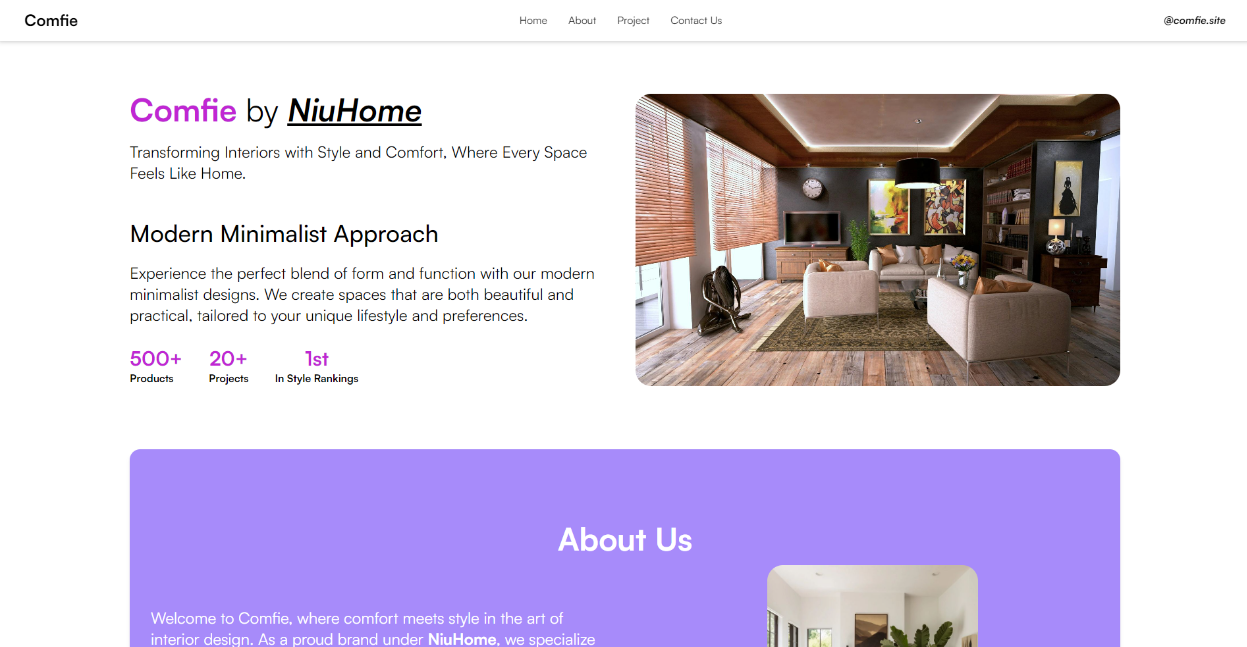 Comfie
Home About Project Contact Us
@comfie.site
Comfie by NiuHome
Transforming Interiors with Style and Comfort, Where Every Space
Feels Like Home.
Modern Minimalist Approach
Experience the perfect blend of form and function with our modern
minimalist designs. We create spaces that are both beautiful and
practical, tailored to your unique lifestyle and preferences.
500+ 20+ 1st
Products Projects In Style Rankings
About Us
Welcome to Comfie, where comfort meets style in the art of
interior design. As a proud brand under NiuHome, we specialize